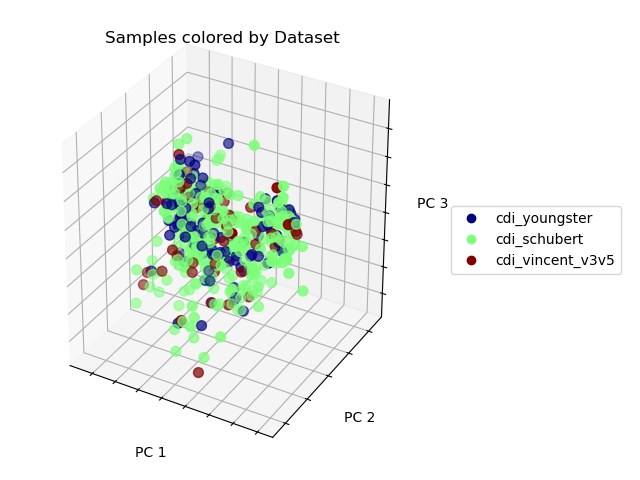 Samples colored by Dataset
PC 3
cdi_youngster
cdi_schubert
cdi_vincent_v3v5
PC 2
PC 1